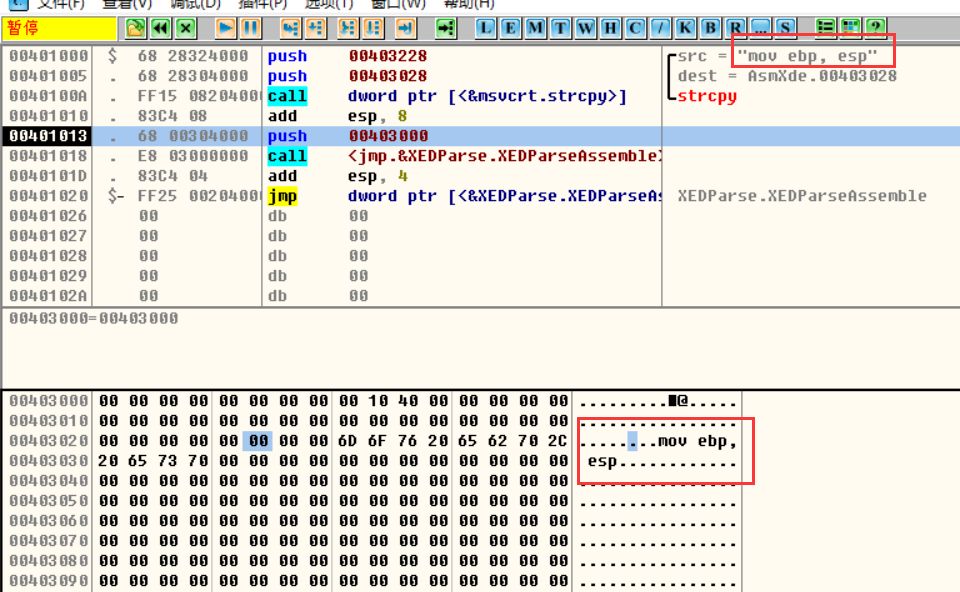 文件(F) 查看(V) 调试(D) 插件(P) 选项(T) 窗口(W) 帮助(H)
暂停 L E M T W H C / K B R ... S ?
00401000 $ 68 28324000 push 00403228 src = "mov ebp, esp"
00401005 . 68 28304000 push 00403028 dest = AsmXde.00403028
0040100A . FF15 08204000 call dword ptr [<&msvcrt.strcpy>] strcpy
00401010 . 83C4 08 add esp, 8
00401013 . 68 00304000 push 00403000
00401018 . E8 03000000 call <jmp.&XEDParse.XEDParseAssemble>
0040101D . 83C4 04 add esp, 4
00401020 $- FF25 00204000 jmp dword ptr [<&XEDParse.XEDParseAs XEDParse.XEDParseAssemble
00401026 00 db 00
00401027 00 db 00
00401028 00 db 00
00401029 00 db 00
0040102A 00 db 00
00403000=00403000
00403000 00 00 00 00 00 00 00 00 00 10 40 00 00 00 00 00 .........■@.....
00403010 00 00 00 00 00 00 00 00 00 00 00 00 00 00 00 00 ................
00403020 00 00 00 00 00 00 00 00 6D 6F 76 20 65 62 70 2C ........mov ebp,
00403030 20 65 73 70 00 00 00 00 00 00 00 00 00 00 00 00 esp............
00403040 00 00 00 00 00 00 00 00 00 00 00 00 00 00 00 00 ................
00403050 00 00 00 00 00 00 00 00 00 00 00 00 00 00 00 00 ................
00403060 00 00 00 00 00 00 00 00 00 00 00 00 00 00 00 00 ................
00403070 00 00 00 00 00 00 00 00 00 00 00 00 00 00 00 00 ................
00403080 00 00 00 00 00 00 00 00 00 00 00 00 00 00 00 00 ................
00403090 00 00 00 00 00 00 00 00 00 00 00 00 00 00 00 00 ................